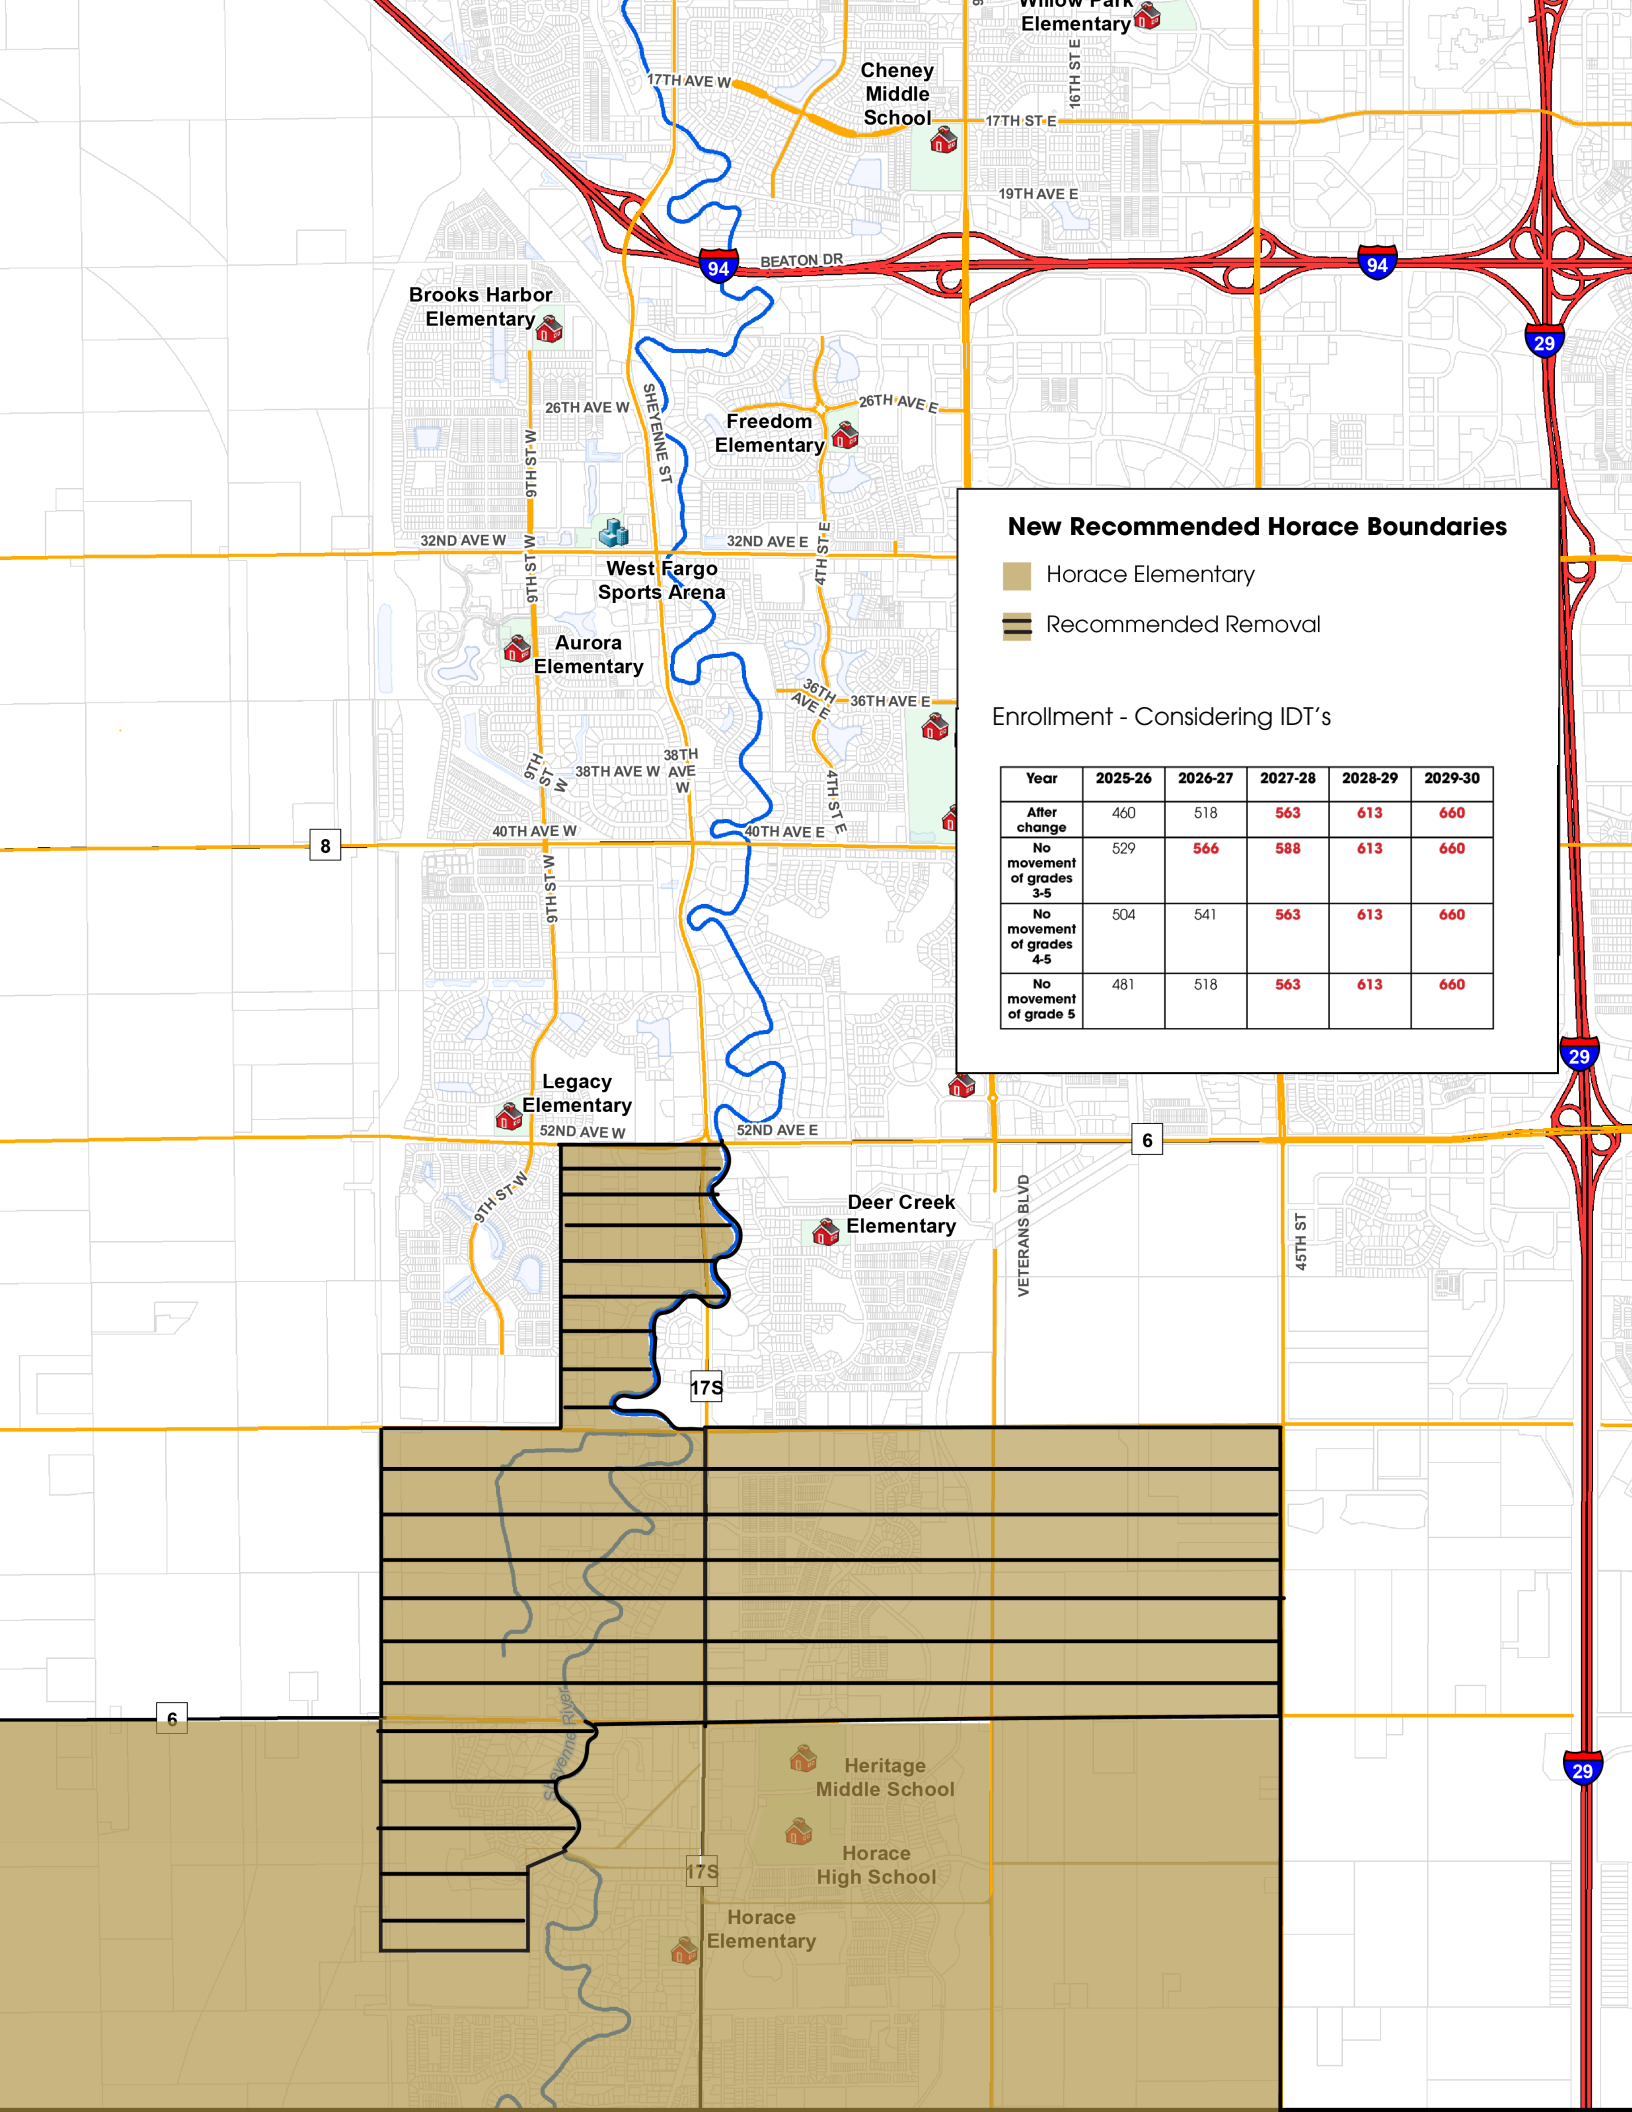 Willow Park
Elementary
16TH ST E
Cheney
Middle
School
17TH AVE W
17TH ST E
19TH AVE E
94
BEATON DR
94
29
Brooks Harbor
Elementary
26TH AVE W
SHEYENNE ST
26TH AVE E
Freedom
Elementary
9TH ST W
32ND AVE W
32ND AVE E
4TH ST E
West Fargo
Sports Arena
9TH ST W
Aurora
Elementary
36TH
AVE E
36TH AVE E
38TH
AVE
W
38TH AVE W
9TH
ST
W
4TH ST E
40TH AVE W
40TH AVE E
8
9TH ST W
New Recommended Horace Boundaries
Horace Elementary
Recommended Removal
Enrollment - Considering IDT's
Year 2025-26 2026-27 2027-28 2028-29 2029-30
After
change 460 518 563 613 660
No
movement
of grades
3-5 529 566 588 613 660
No
movement
of grades
4-5 504 541 563 613 660
No
movement
of grade 5 481 518 563 613 660
29
Legacy
Elementary
52ND AVE W
52ND AVE E
6
9TH ST W
Deer Creek
Elementary
VETERANS BLVD
45TH ST
17S
6
Sheyenne River
Heritage
Middle School
29
Horace
High School
17S
Horace
Elementary